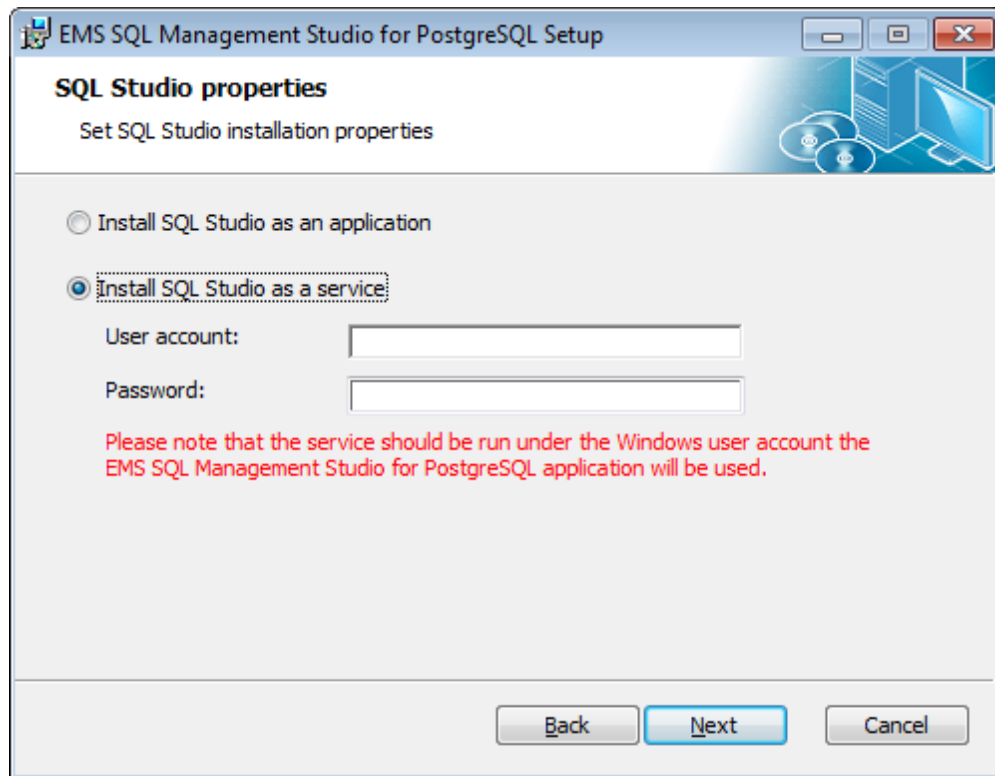 EMS SQL Management Studio for PostgreSQL Setup
SQL Studio properties
Set SQL Studio installation properties
Install SQL Studio as an application
Install SQL Studio as a service
User account:
Password:
Please note that the service should be run under the Windows user account the
EMS SQL Management Studio for PostgreSQL application will be used.
Back Next Cancel